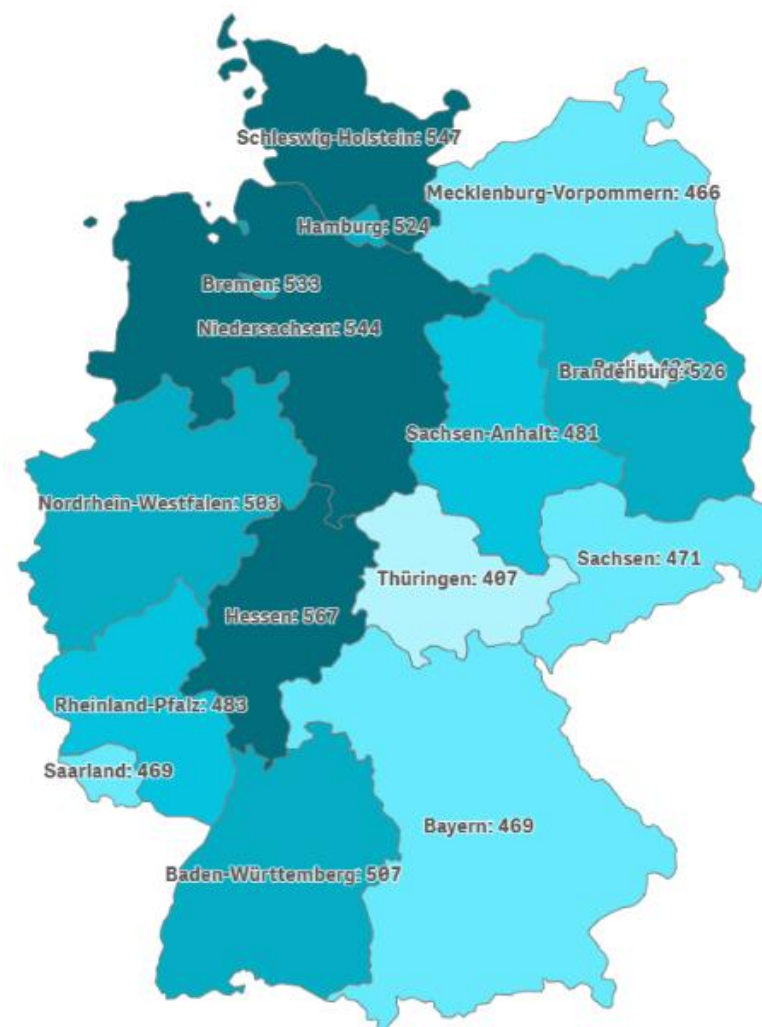 Schleswig-Holstein: 547
Mecklenburg-Vorpommern: 466
Hamburg: 524
Bremen: 533
Niedersachsen: 544
Brandenburg: 526
Sachsen-Anhalt: 481
Nordrhein-Westfalen: 503
Sachsen: 471
Thüringen: 407
Hessen: 567
Rheinland-Pfalz: 483
Saarland: 469
Bayern: 469
Baden-Württemberg: 507